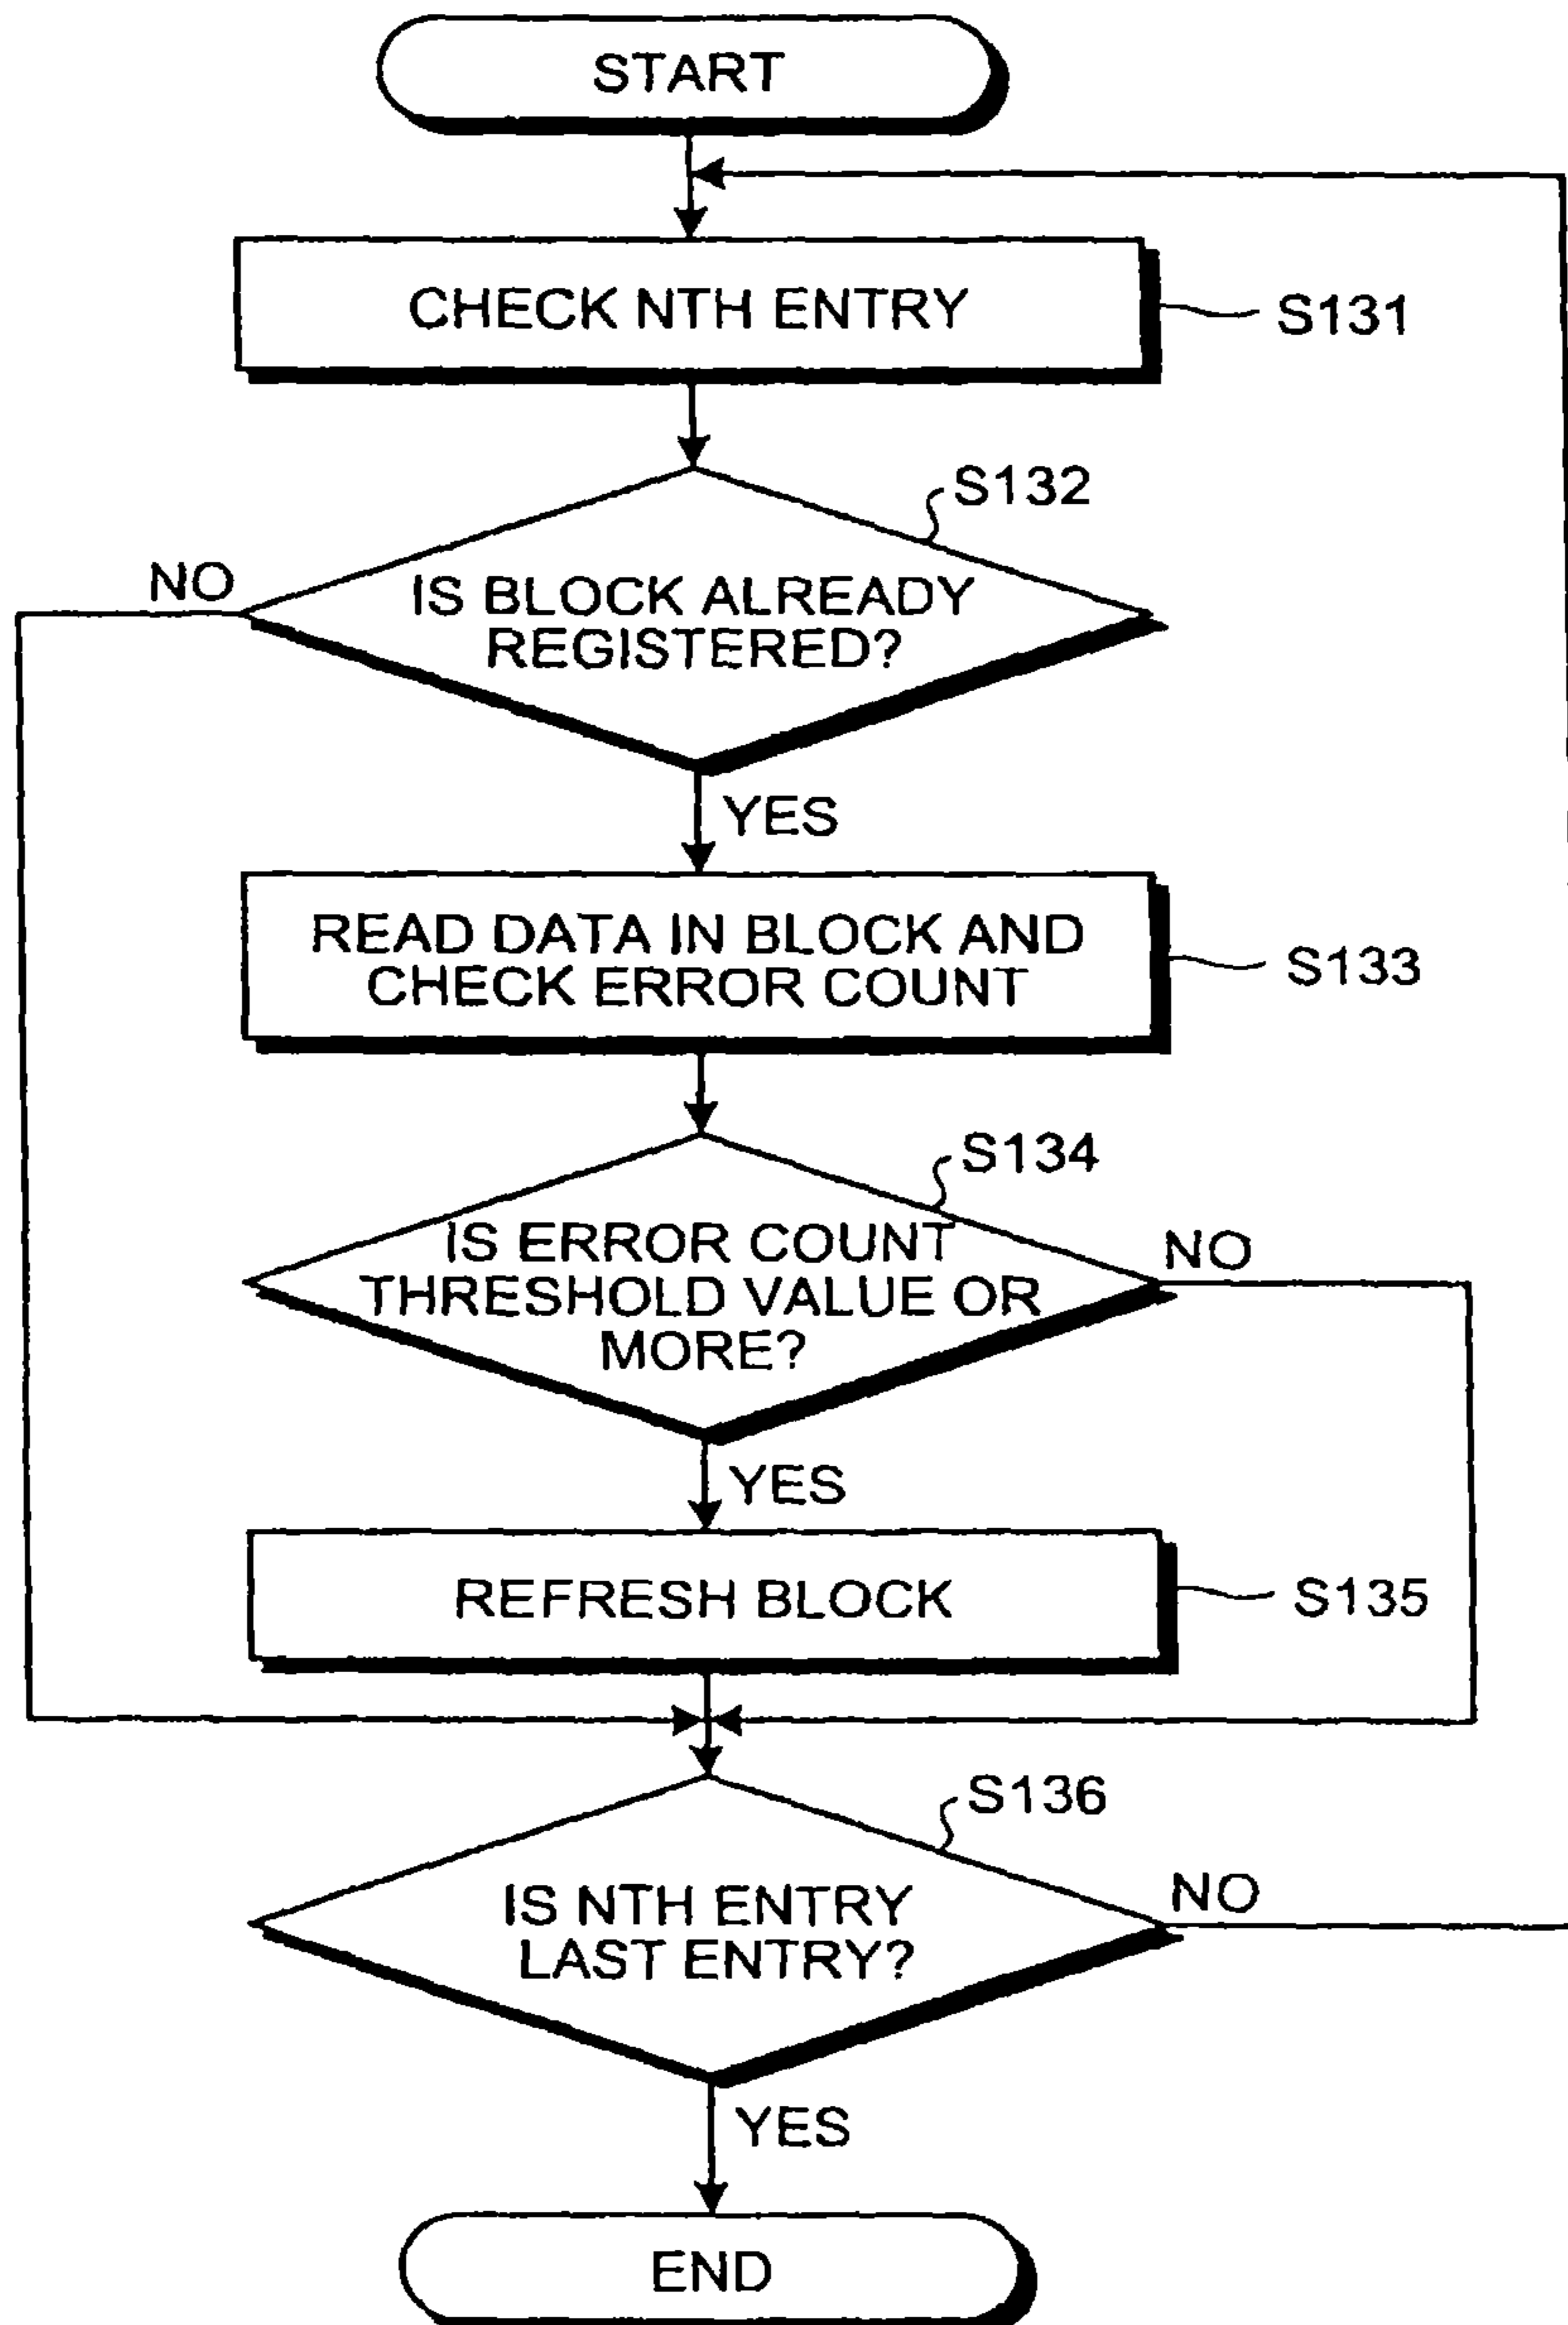 START
CHECK NTH ENTRY
S131
S132
NO
IS BLOCK ALREADY
REGISTERED?
YES
READ DATA IN BLOCK AND
CHECK ERROR COUNT
S133
S134
IS ERROR COUNT
THRESHOLD VALUE OR
MORE?
NO
YES
REFRESH BLOCK
S135
S136
IS NTH ENTRY
LAST ENTRY?
NO
YES
END